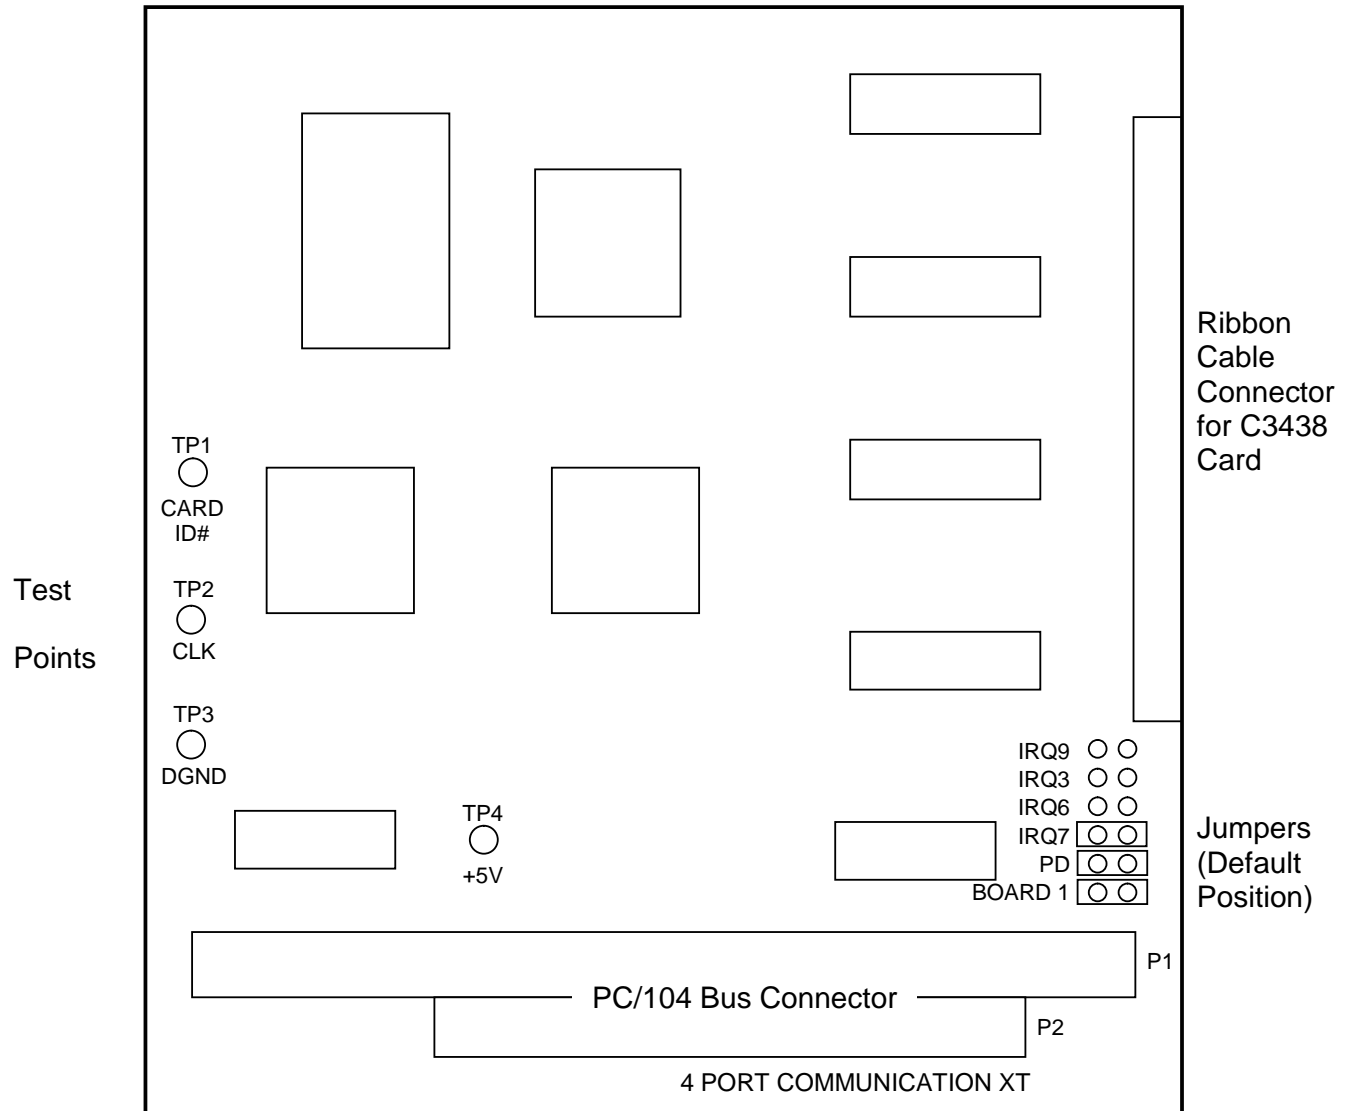 Ribbon
Cable
Connector
for C3438
Card
TP1
CARD
ID#
Test
Points
TP2
CLK
TP3
DGND
TP4
+5V
IRQ9
IRQ3
IRQ6
IRQ7
PD
BOARD 1
Jumpers
(Default
Position)
P1
PC/104 Bus Connector
P2
4 PORT COMMUNICATION XT